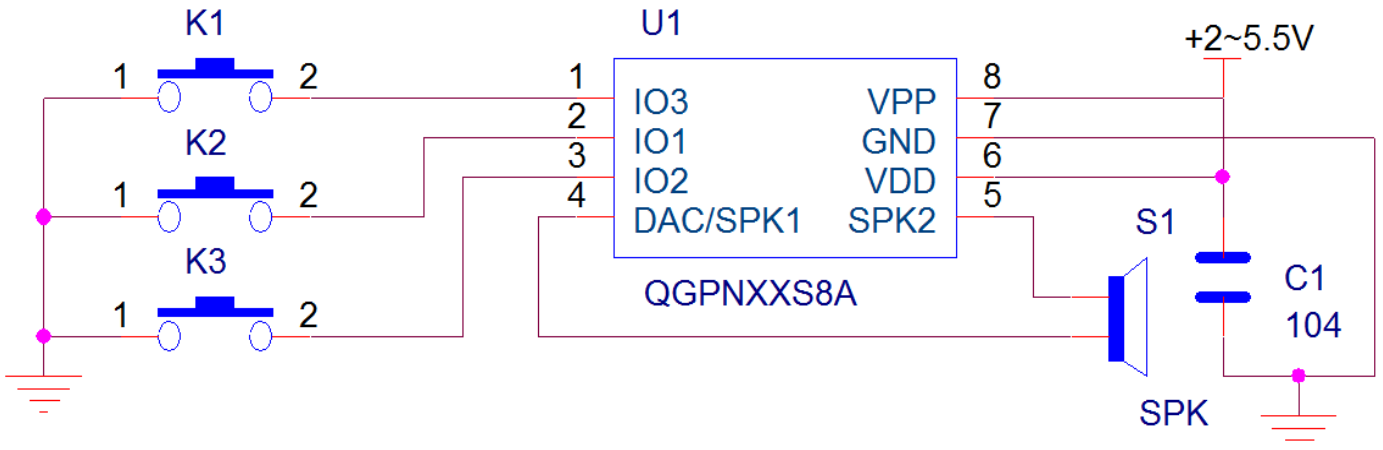 K1
U1
+2~5.5V
1 2
1
8
IO3 VPP
2
7
IO1 GND
K2
3
6
IO2 VDD
1 2
4
5
DAC/SPK1 SPK2
S1
K3
QGPNXXS8A
C1
1 2
104
SPK